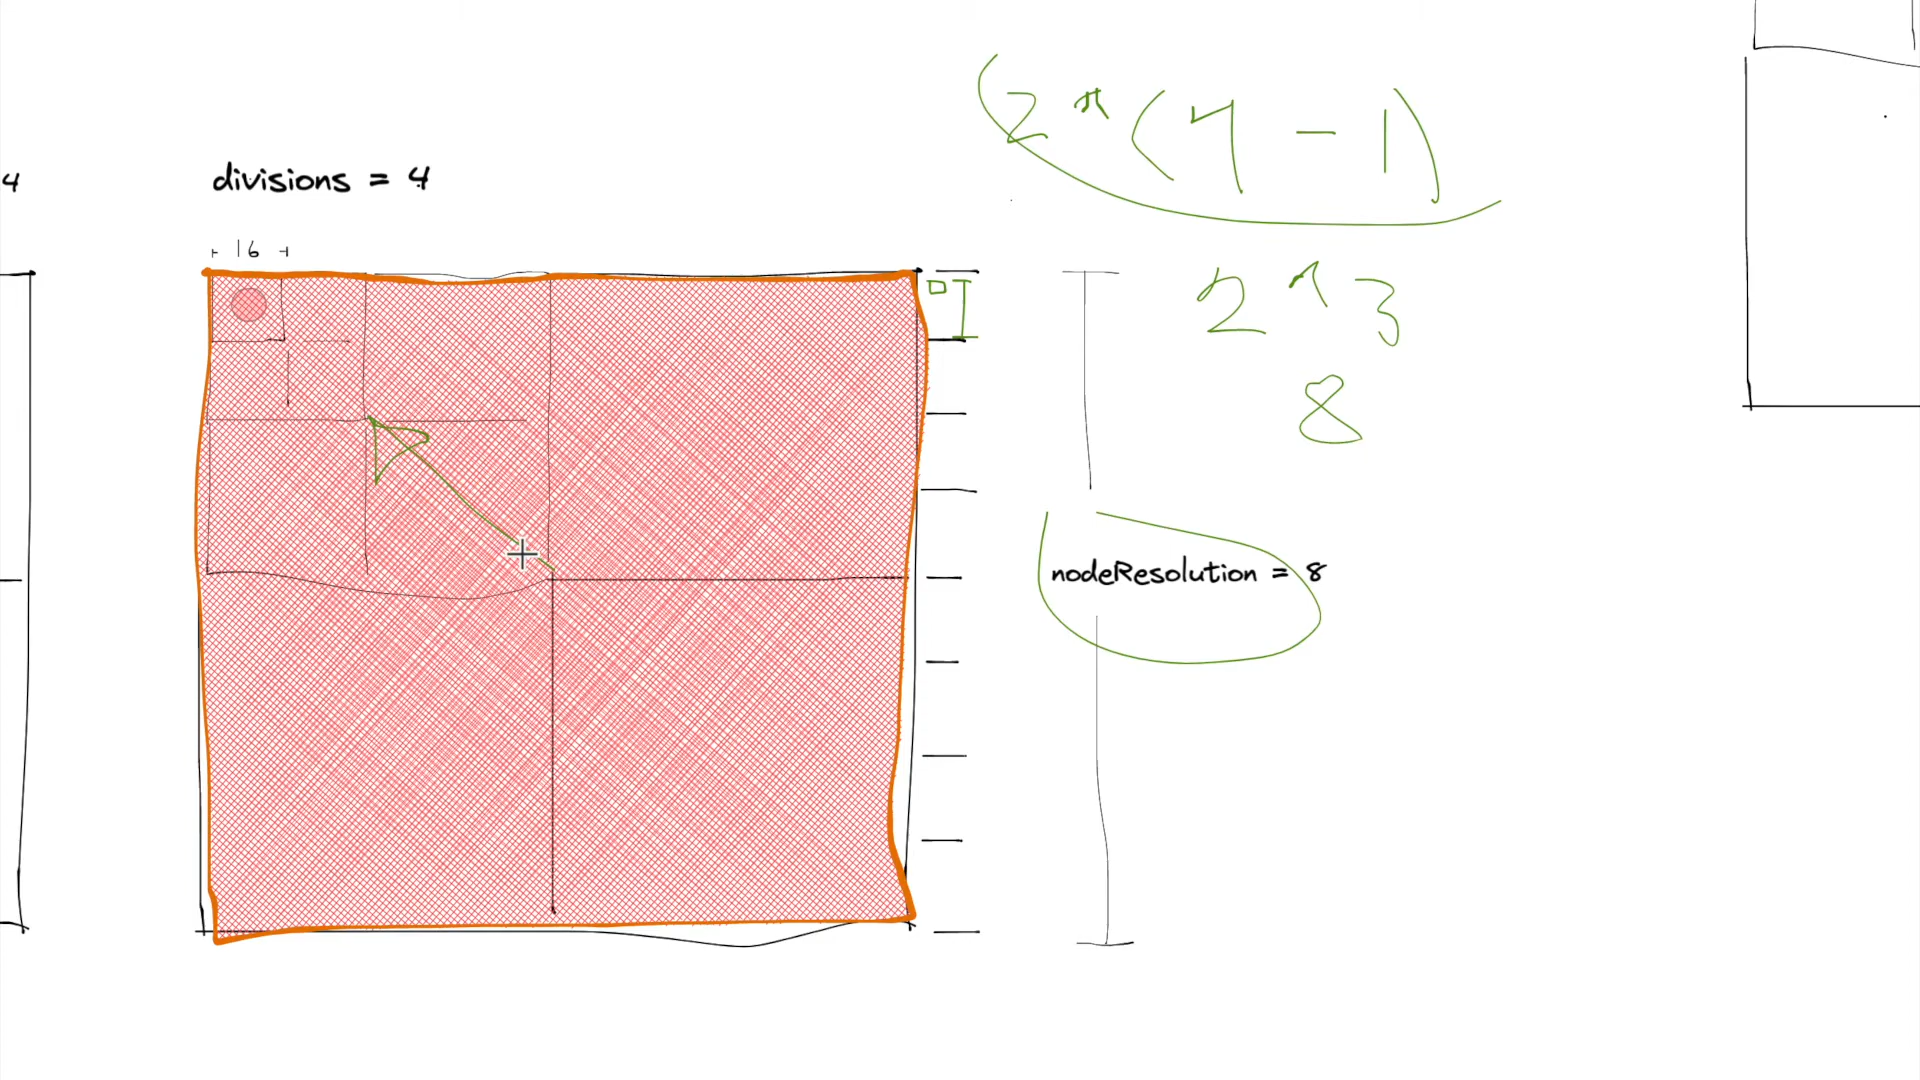 2^(4 - 1)
4
divisions = 4
16
2^3
8
nodeResolution = 8